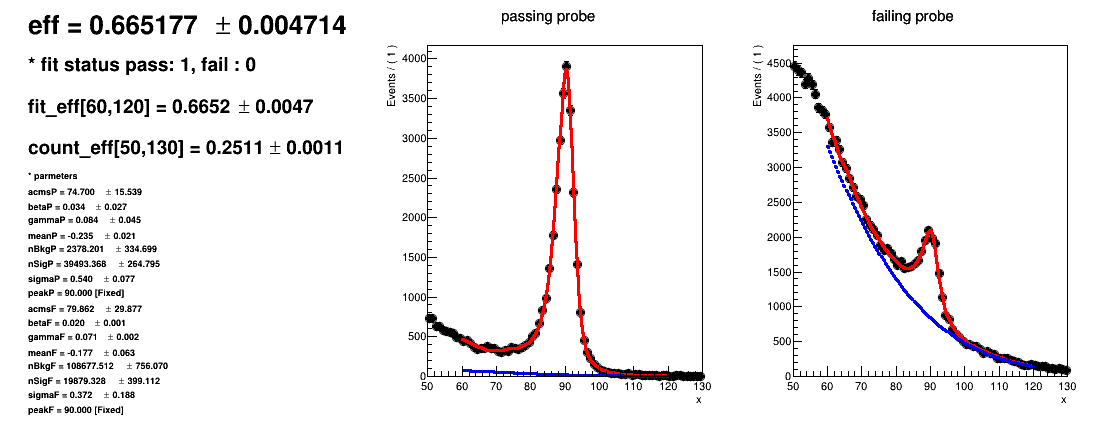 eff = 0.665177 ± 0.004714
* fit status pass: 1, fail : 0
fit_eff[60,120] = 0.6652 ± 0.0047
count_eff[50,130] = 0.2511 ± 0.0011
* parmeters
acmsP = 74.700 ± 15.539
betaP = 0.034 ± 0.027
gammaP = 0.084 ± 0.045
meanP = -0.235 ± 0.021
nBkgP = 2378.201 ± 334.699
nSigP = 39493.368 ± 264.795
sigmaP = 0.540 ± 0.077
peakP = 90.000 [Fixed]
acmsF = 79.862 ± 29.877
betaF = 0.020 ± 0.001
gammaF = 0.071 ± 0.002
meanF = -0.177 ± 0.063
nBkgF = 108677.512 ± 756.070
nSigF = 19879.328 ± 399.112
sigmaF = 0.372 ± 0.188
peakF = 90.000 [Fixed]
passing probe
Events / ( 1 )
4000
3500
3000
2500
2000
1500
1000
500
0
50 60 70 80 90 100 110 120 130
x
failing probe
Events / ( 1 )
4500
4000
3500
3000
2500
2000
1500
1000
500
0
50 60 70 80 90 100 110 120 130
x